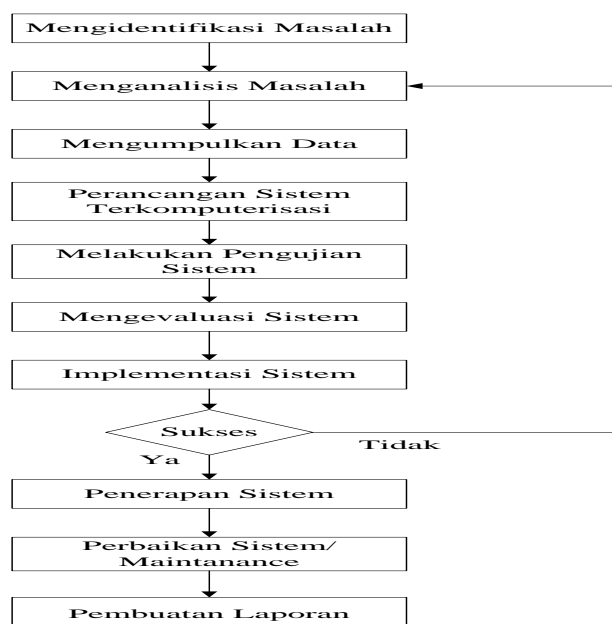 Mengidentifikasi Masalah
Menganalisis Masalah
Mengumpulkan Data
Perancangan Sistem
Terkomputerisasi
Melakukan Pengujian
Sistem
Mengevaluasi Sistem
Implementasi Sistem
Sukses
Tidak
Ya
Penerapan Sistem
Perbaikan Sistem/
Maintanance
Pembuatan Laporan